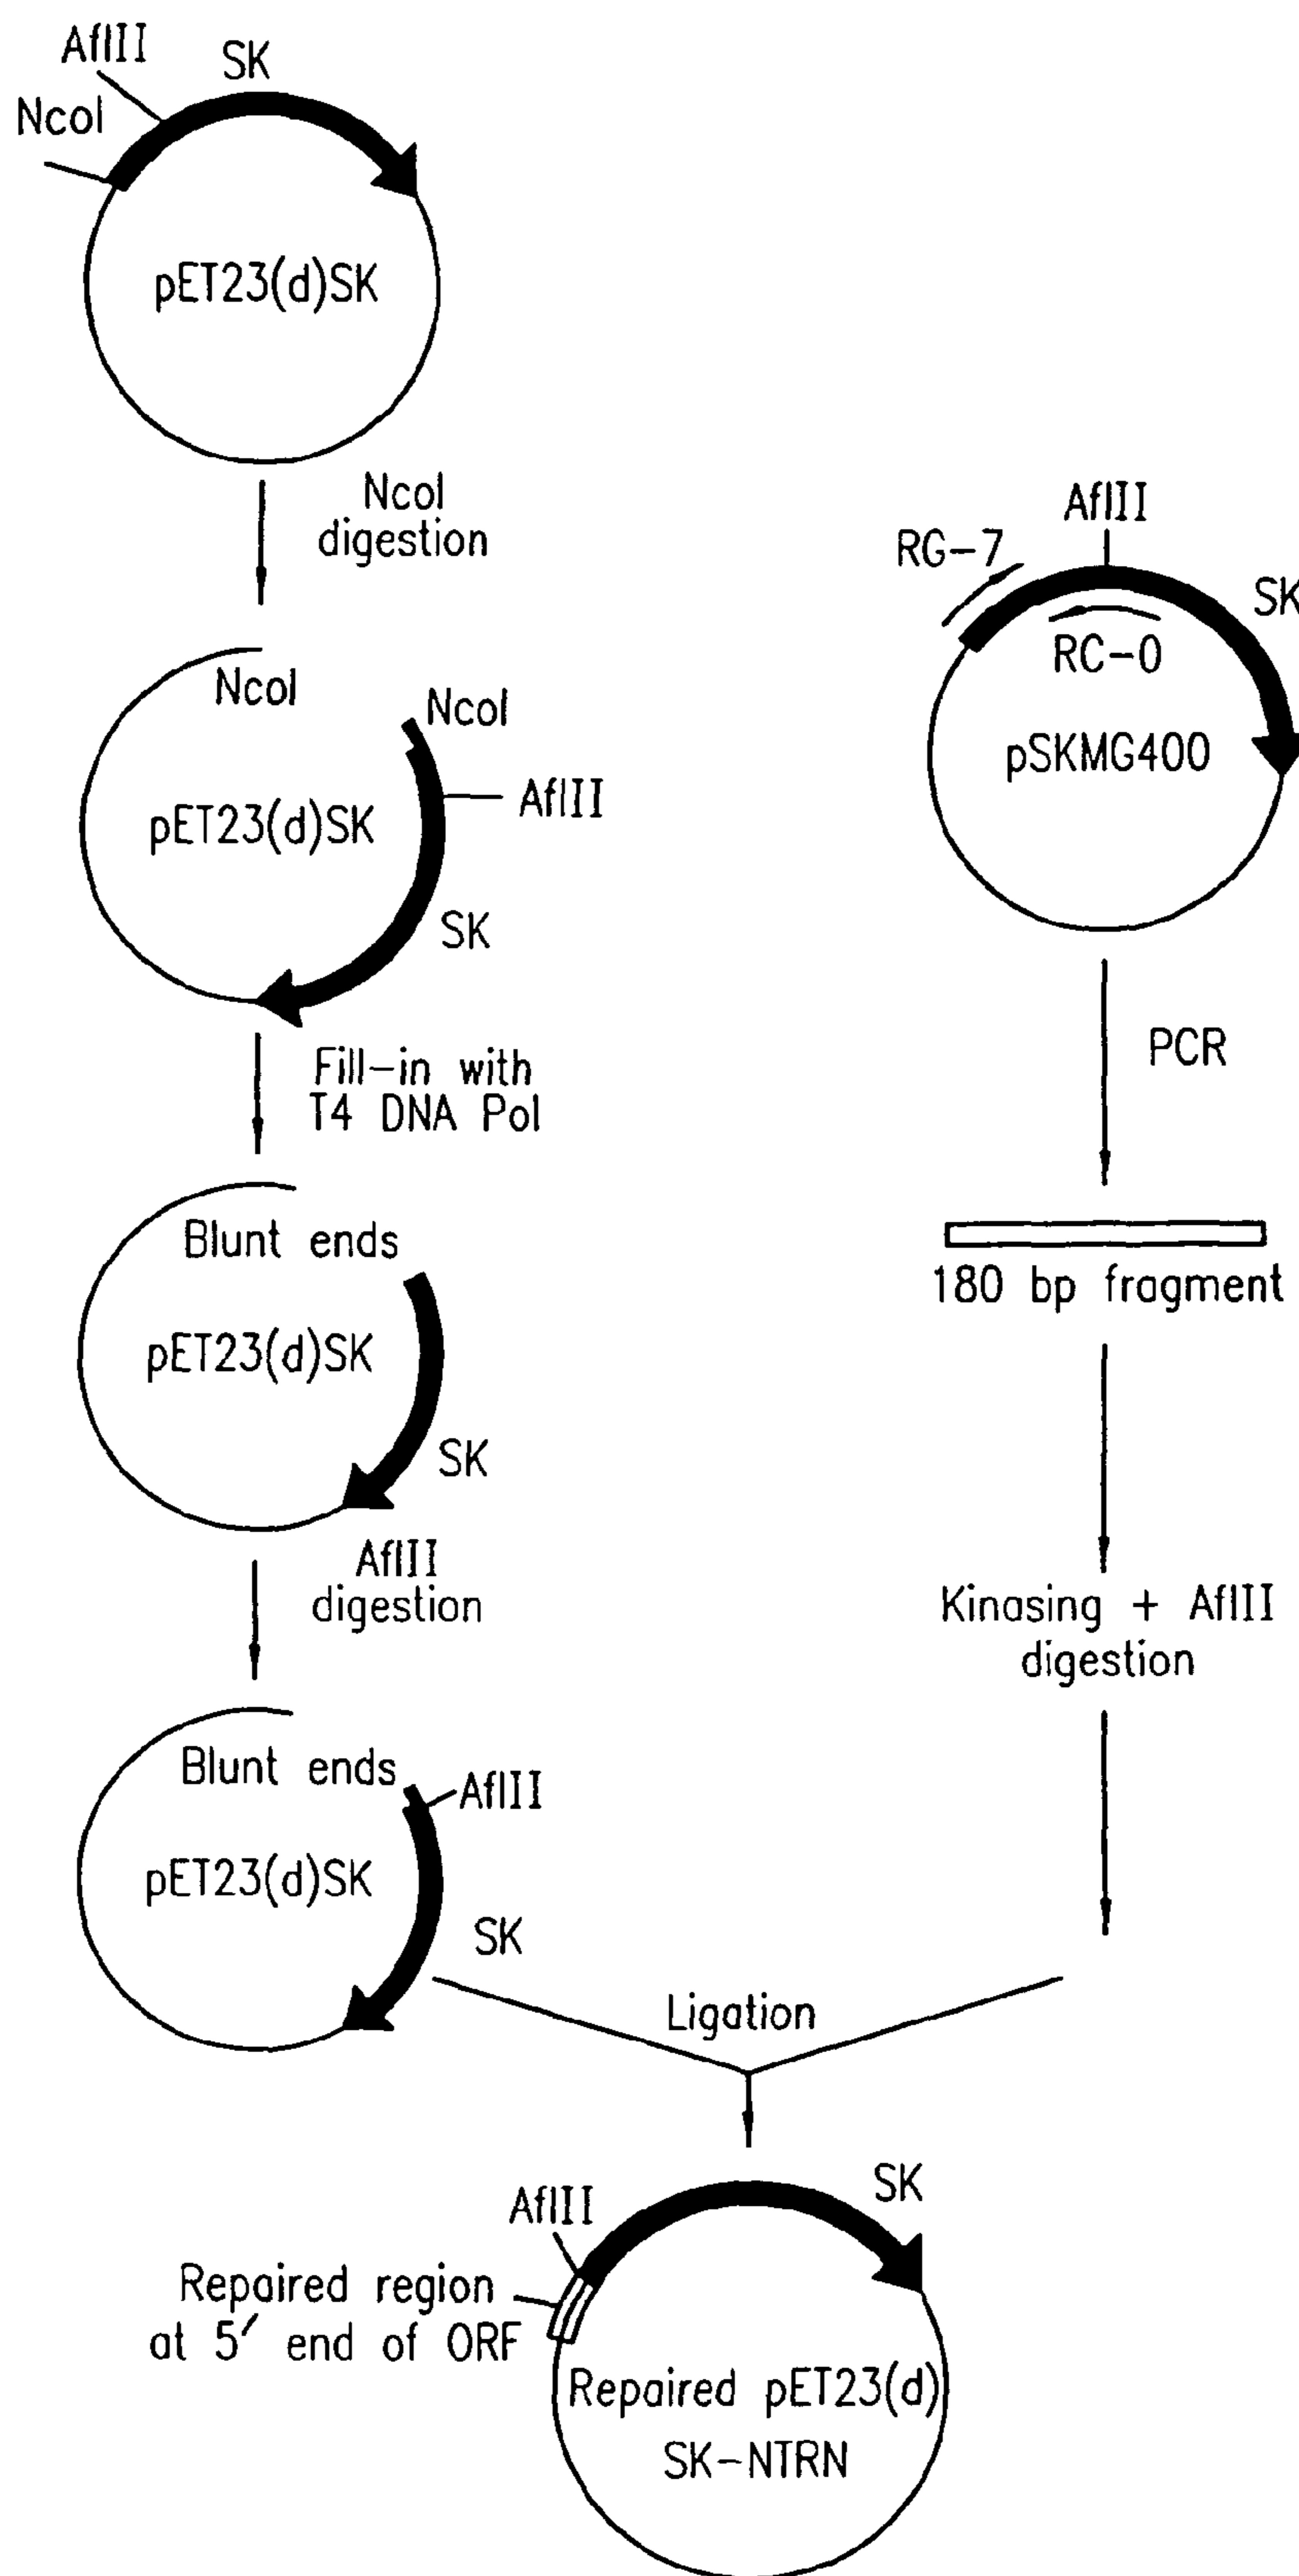 AflII
SK
NcoI
pET23(d)SK
NcoI
digestion
NcoI
NcoI
AflII
pET23(d)SK
SK
Fill-in with
T4 DNA Pol
Blunt ends
pET23(d)SK
SK
AflII
digestion
Blunt ends
AflII
pET23(d)SK
SK
AflII
RG-7
SK
RC-0
pSKMG400
PCR
180 bp fragment
Kinasing + AflII
digestion
Ligation
SK
AflII
Repaired region
at 5' end of ORF
Repaired pET23(d)
SK-NTRN